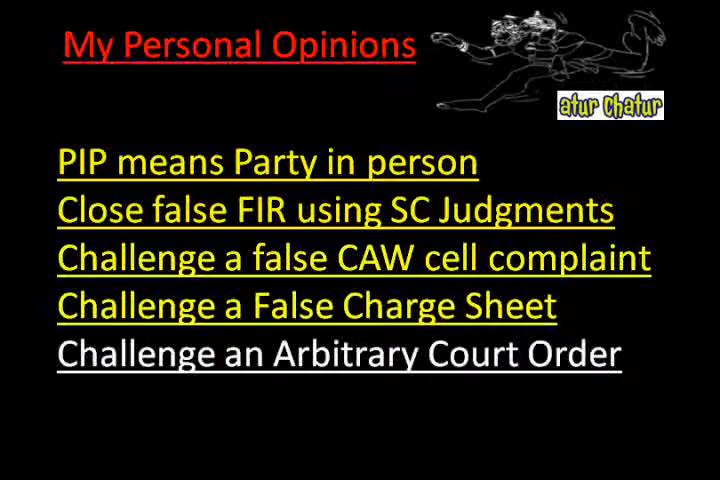 My Personal Opinions
atur chatur
PIP means Party in person
Close false FIR using SC Judgments
Challenge a false CAW cell complaint
Challenge a False Charge Sheet
Challenge an Arbitrary Court Order